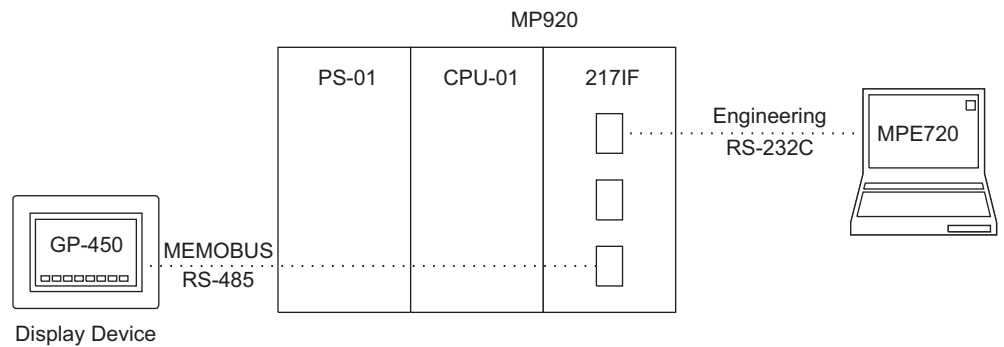 MP920
PS-01
CPU-01
217IF
Engineering
RS-232C
MPE720
GP-450
MEMOBUS
RS-485
Display Device